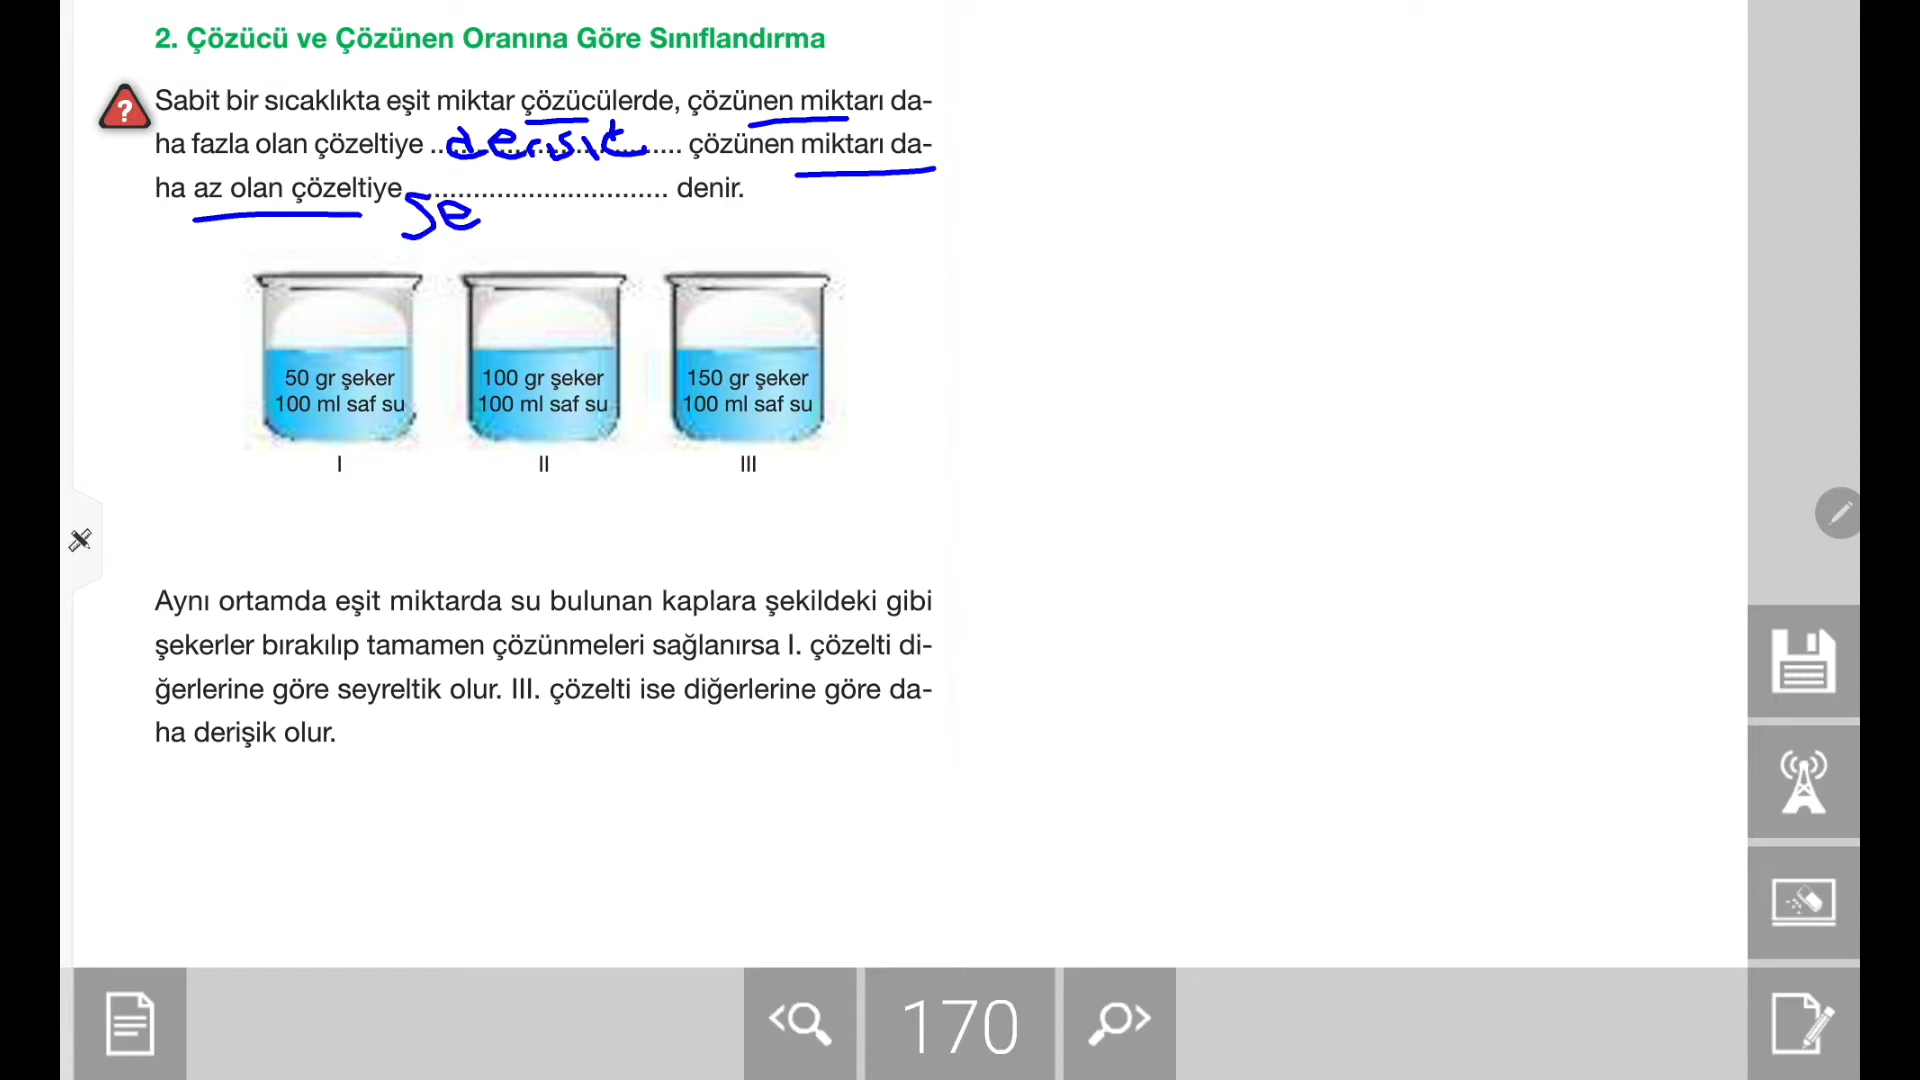 2. Çözücü ve Çözünen Oranına Göre Sınıflandırma
Sabit bir sıcaklıkta eşit miktar çözücülerde, çözünen miktarı da-
ha fazla olan çözeltiye .. derişik .... çözünen miktarı da-
ha az olan çözeltiye se .............................. denir.
50 gr şeker
100 ml saf su
100 gr şeker
100 ml saf su
150 gr şeker
100 ml saf su
I
II
III
Aynı ortamda eşit miktarda su bulunan kaplara şekildeki gibi
şekerler bırakılıp tamamen çözünmeleri sağlanırsa I. çözelti di-
ğerlerine göre seyreltik olur. III. çözelti ise diğerlerine göre da-
ha derişik olur.
170